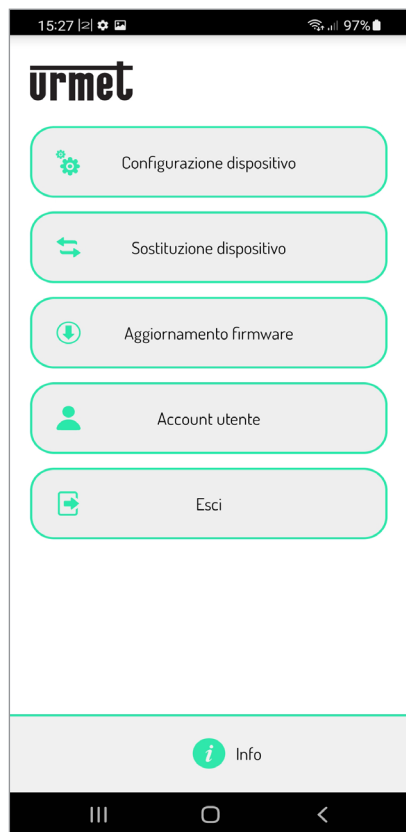 15:27
97%
urmet
Configurazione dispositivo
Sostituzione dispositivo
Aggiornamento firmware
Account utente
Esci
i Info